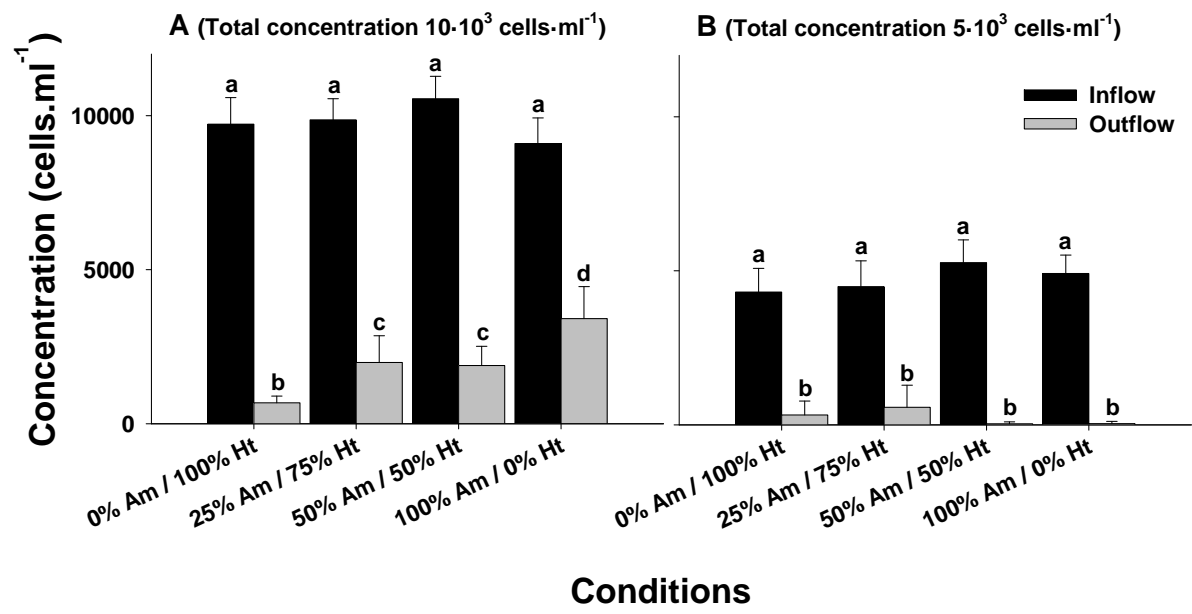 A (Total concentration 10·10³ cells·ml⁻¹)
B (Total concentration 5·10³ cells·ml⁻¹)
Concentration (cells.ml⁻¹)
10000
5000
0
a
a
a
a
b
c
c
d
a
a
a
a
b
b
b
b
Inflow
Outflow
0% Am / 100% Ht
25% Am / 75% Ht
50% Am / 50% Ht
100% Am / 0% Ht
0% Am / 100% Ht
25% Am / 75% Ht
50% Am / 50% Ht
100% Am / 0% Ht
Conditions